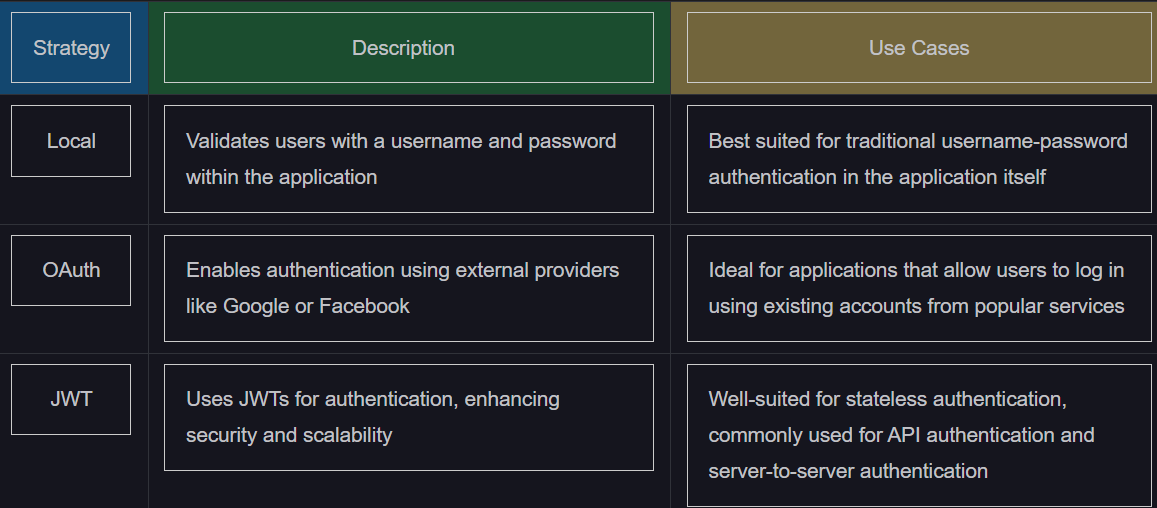 Strategy
Description
Use Cases
Local
Validates users with a username and password
within the application
Best suited for traditional username-password
authentication in the application itself
OAuth
Enables authentication using external providers
like Google or Facebook
Ideal for applications that allow users to log in
using existing accounts from popular services
JWT
Uses JWTs for authentication, enhancing
security and scalability
Well-suited for stateless authentication,
commonly used for API authentication and
server-to-server authentication